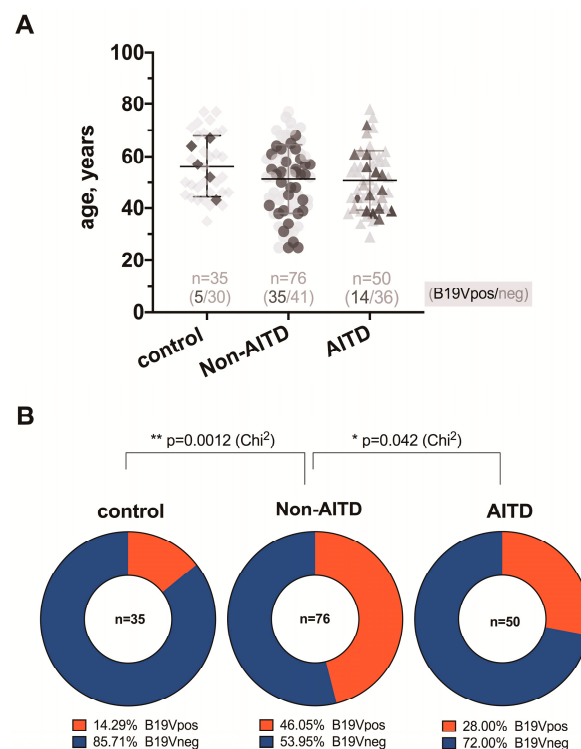 A
age, years
100
80
60
40
20
0
n=35 n=76 n=50
(5/30) (35/41) (14/36) (B19Vpos/neg)
control Non-AITD AITD
B
** p=0.0012 (Chi²) * p=0.042 (Chi²)
control Non-AITD AITD
n=35 n=76 n=50
14.29% B19Vpos 46.05% B19Vpos 28.00% B19Vpos
85.71% B19Vneg 53.95% B19Vneg 72.00% B19Vneg